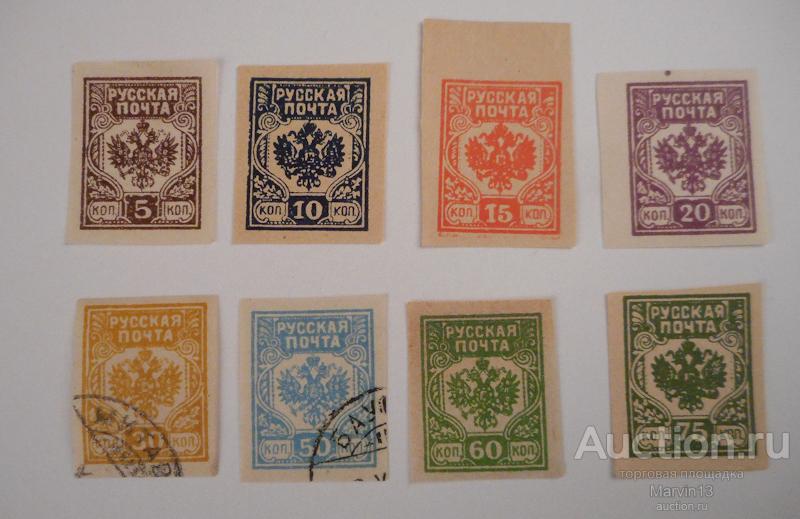 РУССКАЯ
ПОЧТА
КОП. 5 КОП.
РУССКАЯ
ПОЧТА
КОП. 10 КОП.
РУССКАЯ
ПОЧТА
КОП. 15 КОП.
РУССКАЯ
ПОЧТА
КОП. 20 КОП.
РУССКАЯ
ПОЧТА
30 КОП.
РУССКАЯ
ПОЧТА
КОП. 50
РУССКАЯ
ПОЧТА
КОП. 60 КОП.
РУССКАЯ
ПОЧТА
КОП. 75 КОП.
Auction.ru
торговая площадка
Marvin13
auction.ru